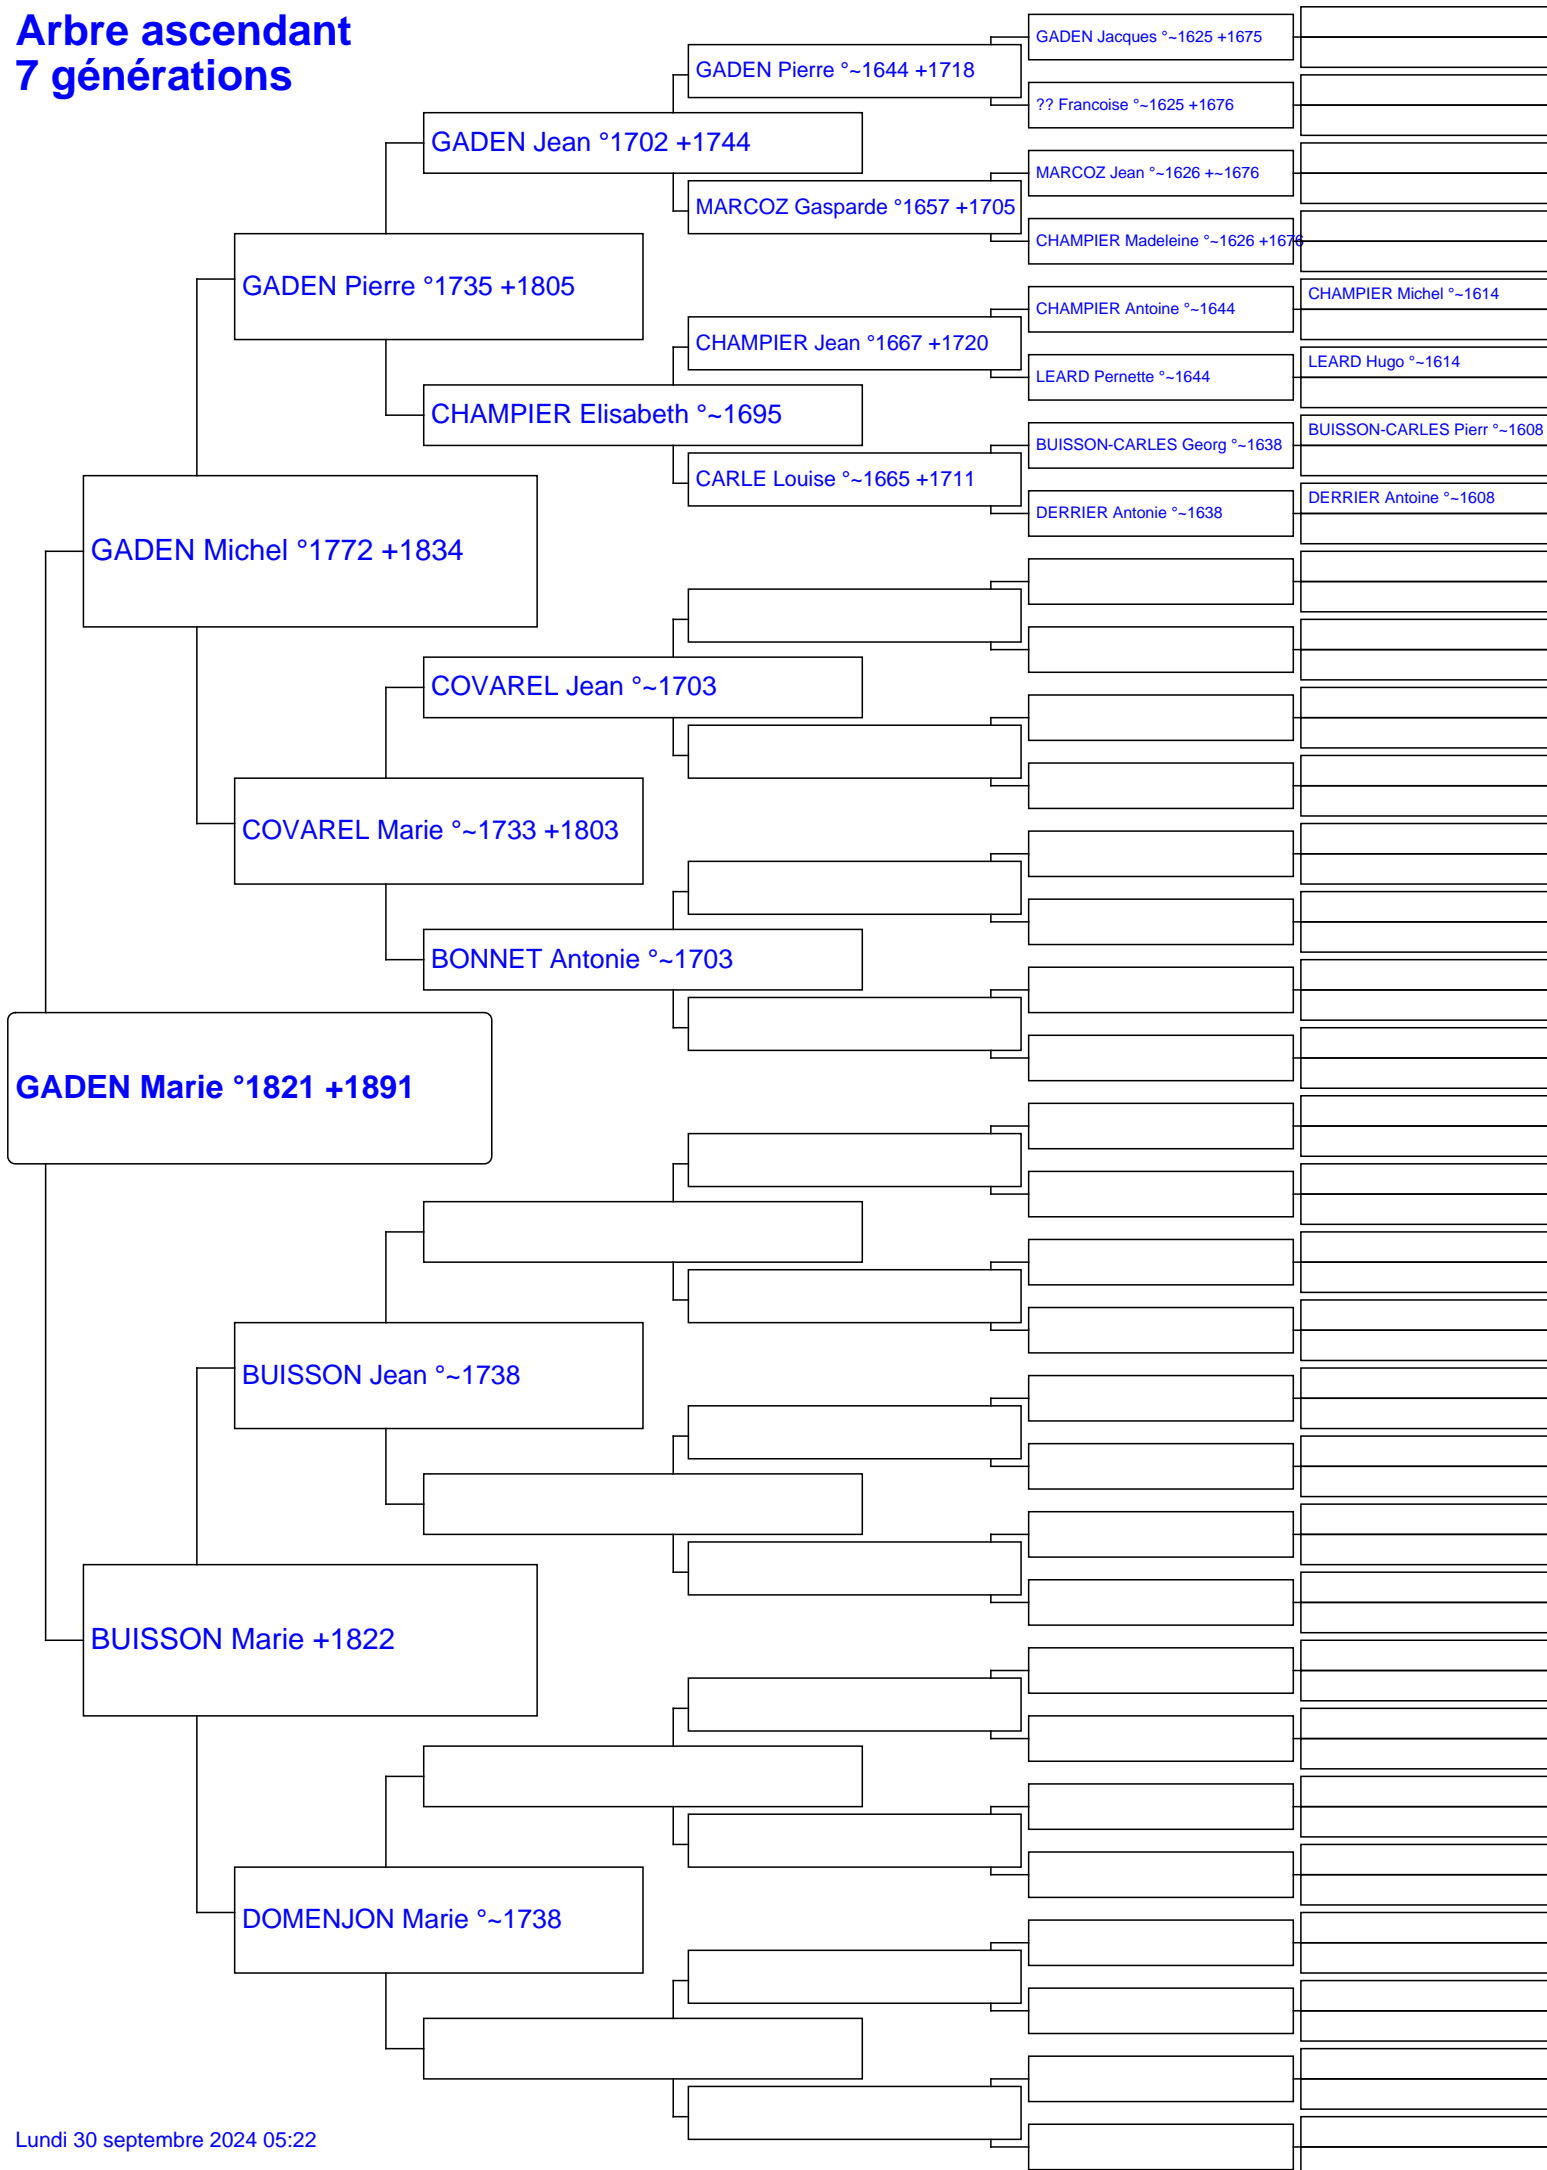 Arbre ascendant
7 générations
GADEN Jacques °~1625 +1675
GADEN Pierre °~1644 +1718
?? Francoise °~1625 +1676
GADEN Jean °1702 +1744
MARCOZ Jean °~1626 +~1676
MARCOZ Gasparde °1657 +1705
CHAMPIER Madeleine °~1626 +1676
GADEN Pierre °1735 +1805
CHAMPIER Michel °~1614
CHAMPIER Antoine °~1644
CHAMPIER Jean °1667 +1720
LEARD Hugo °~1614
LEARD Pernette °~1644
CHAMPIER Elisabeth °~1695
BUISSON-CARLES Pierr °~1608
BUISSON-CARLES Georg °~1638
CARLE Louise °~1665 +1711
DERRIER Antoine °~1608
DERRIER Antonie °~1638
GADEN Michel °1772 +1834
COVAREL Jean °~1703
COVAREL Marie °~1733 +1803
BONNET Antonie °~1703
GADEN Marie °1821 +1891
BUISSON Jean °~1738
BUISSON Marie +1822
DOMENJON Marie °~1738
Lundi 30 septembre 2024 05:22